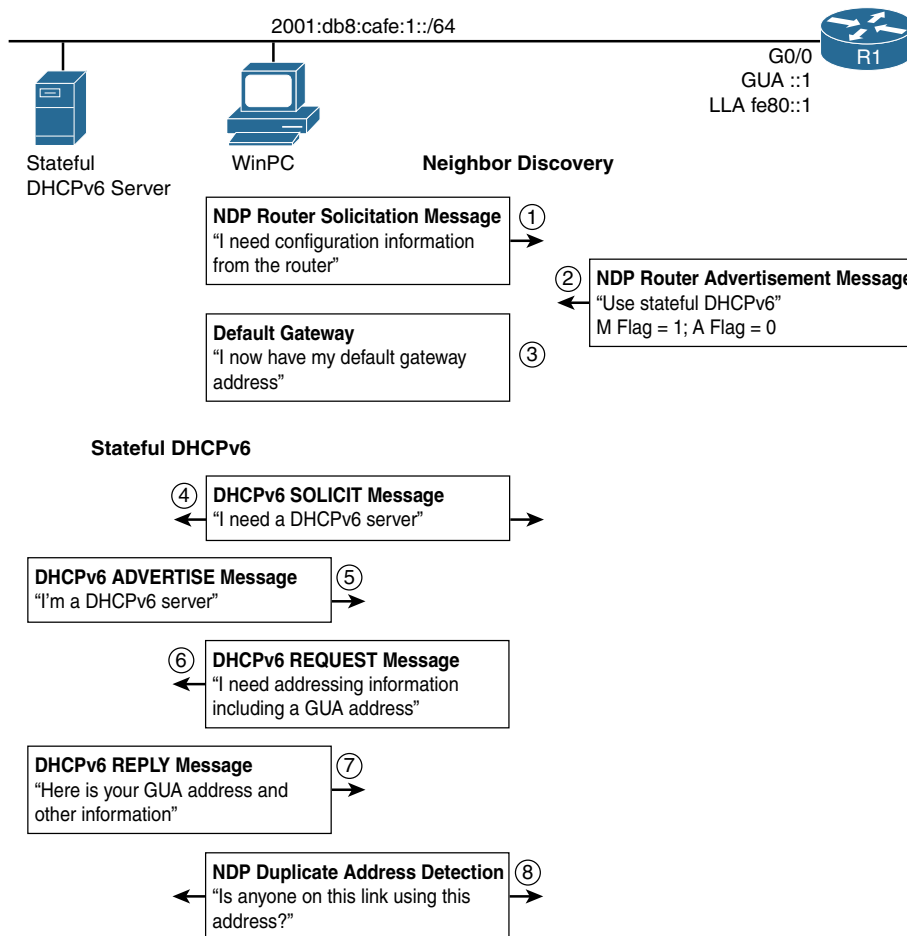 2001:db8:cafe:1::/64
R1
G0/0
GUA ::1
LLA fe80::1
Stateful
DHCPv6 Server
WinPC
Neighbor Discovery
NDP Router Solicitation Message
“I need configuration information
from the router”
1
2
NDP Router Advertisement Message
“Use stateful DHCPv6”
M Flag = 1; A Flag = 0
Default Gateway
“I now have my default gateway
address”
3
Stateful DHCPv6
4
DHCPv6 SOLICIT Message
“I need a DHCPv6 server”
DHCPv6 ADVERTISE Message
“I’m a DHCPv6 server”
5
6
DHCPv6 REQUEST Message
“I need addressing information
including a GUA address”
DHCPv6 REPLY Message
“Here is your GUA address and
other information”
7
NDP Duplicate Address Detection
“Is anyone on this link using this
address?”
8